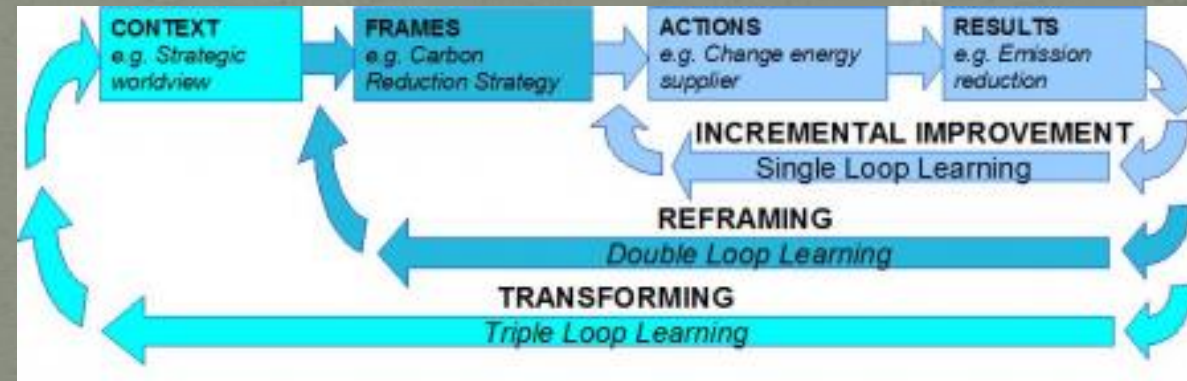 CONTEXT
e.g. Strategic
worldview
FRAMES
e.g. Carbon
Reduction Strategy
ACTIONS
e.g. Change energy
supplier
RESULTS
e.g. Emission
reduction
INCREMENTAL IMPROVEMENT
Single Loop Learning
REFRAMING
Double Loop Learning
TRANSFORMING
Triple Loop Learning